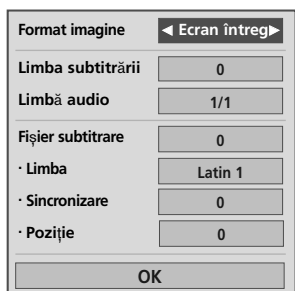 Format imagine ◀ Ecran întreg▶
Limba subtitrării 0
Limbă audio 1/1
Fișier subtitrare 0
· Limba Latin 1
· Sincronizare 0
· Poziție 0
OK